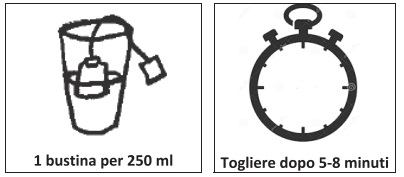 1 bustina per 250 ml
Togliere dopo 5-8 minuti